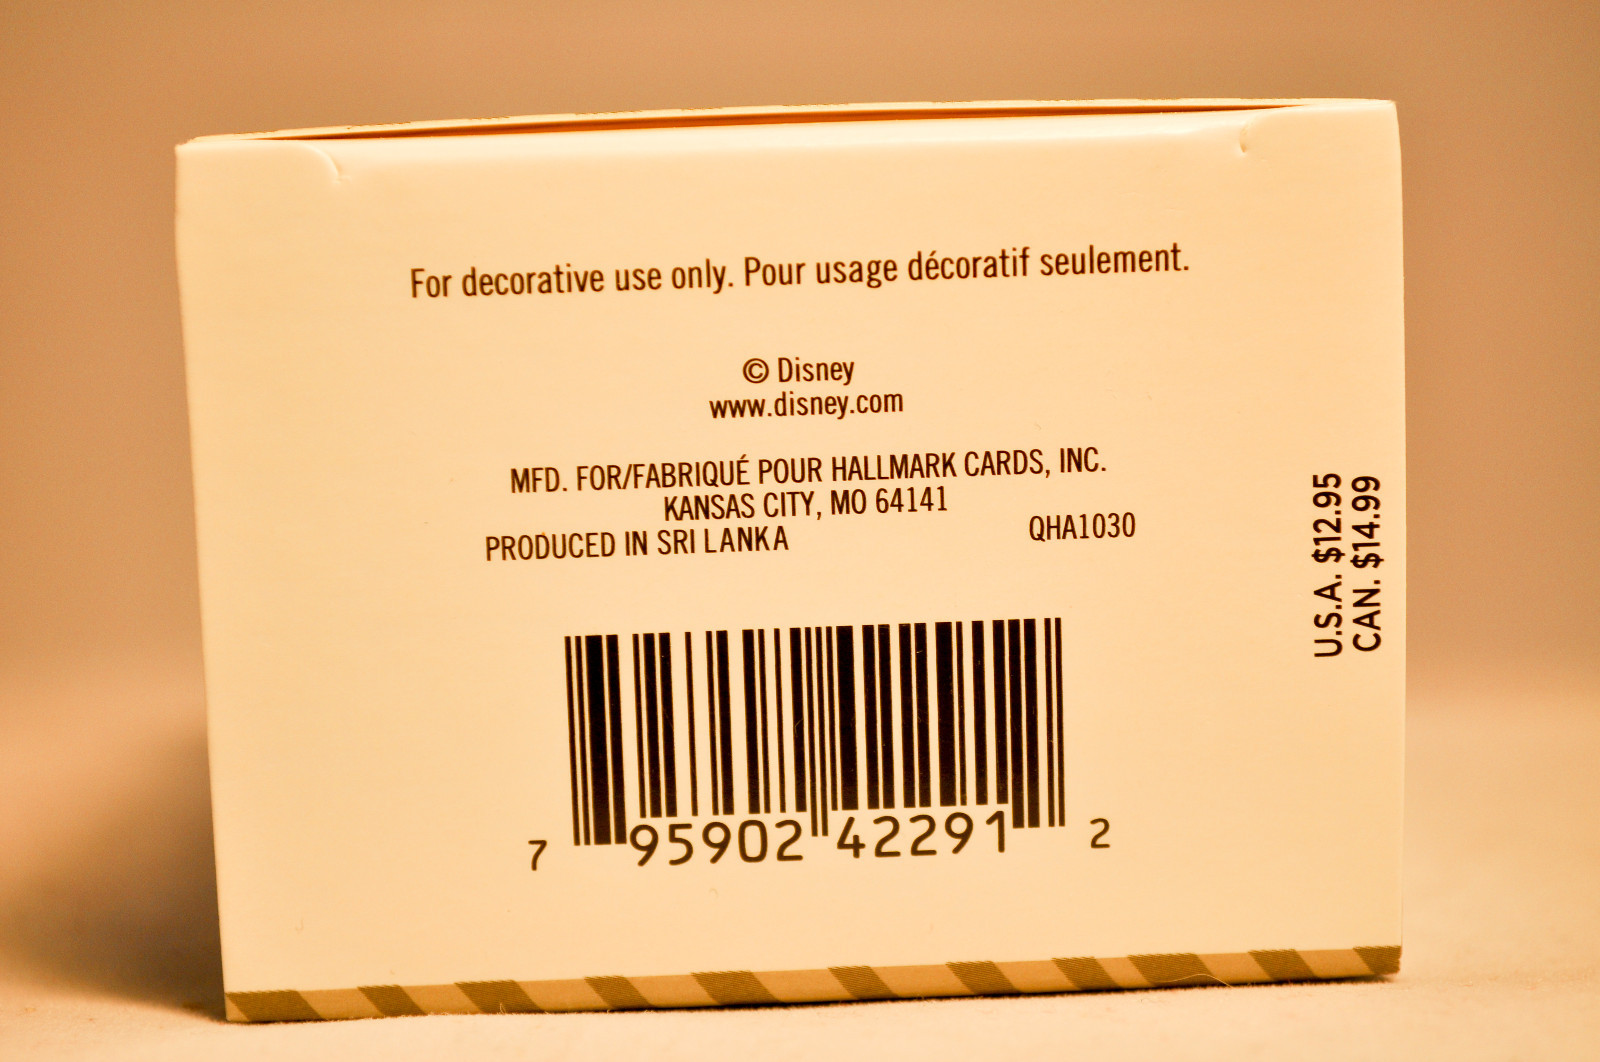 For decorative use only. Pour usage décoratif seulement.
© Disney
www.disney.com
MFD. FOR/FABRIQUÉ POUR HALLMARK CARDS, INC.
KANSAS CITY, MO 64141
PRODUCED IN SRI LANKA QHA1030
U.S.A. $12.95
CAN. $14.99
7 95902 42291 2